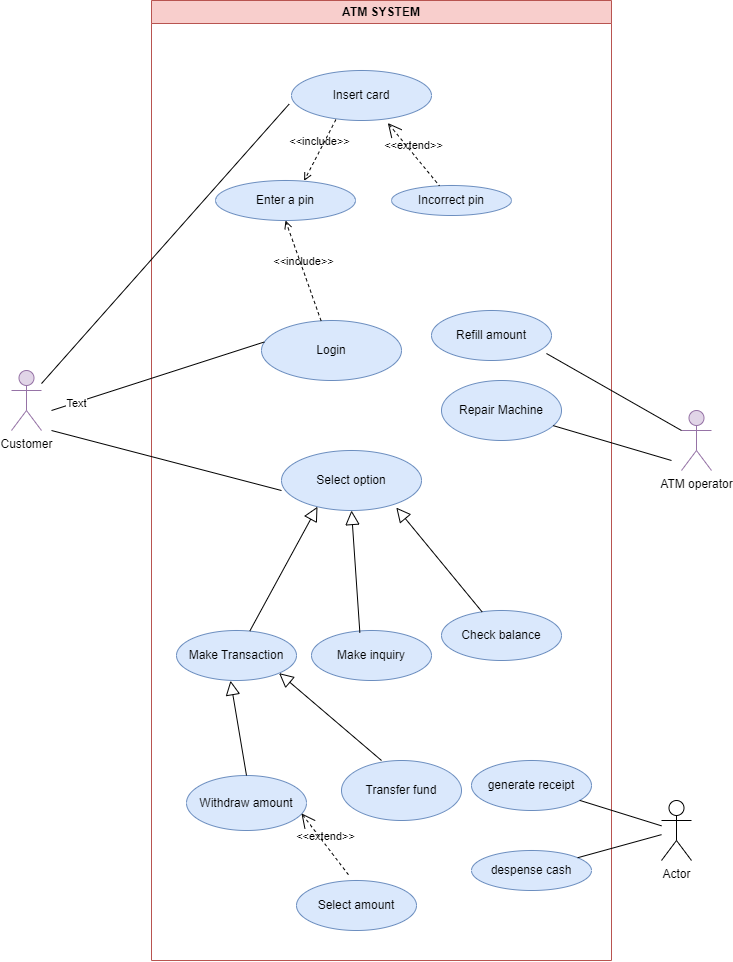 ATM SYSTEM
Insert card
<<include>>
<<extend>>
Enter a pin
Incorrect pin
<<include>>
Refill amount
Login
Text
Repair Machine
Customer
Select option
ATM operator
Make Transaction
Make inquiry
Check balance
Withdraw amount
Transfer fund
generate receipt
<<extend>>
despense cash
Actor
Select amount